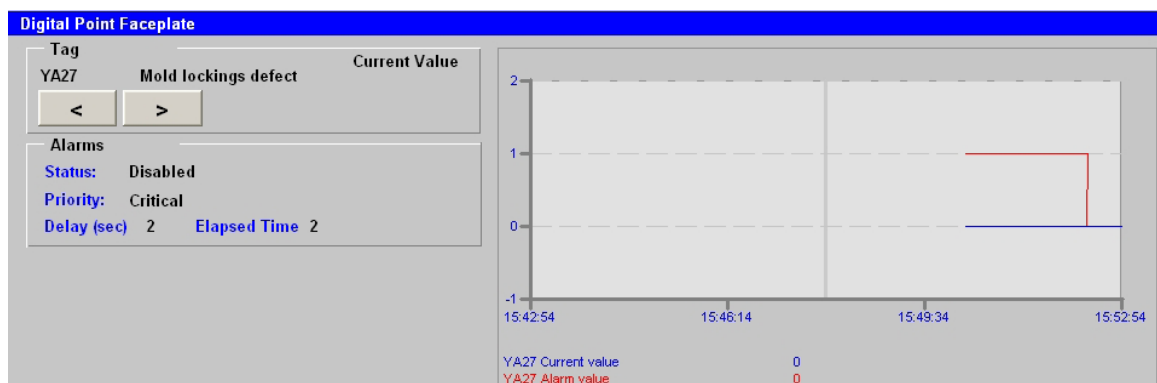 Digital Point Faceplate
Tag
Current Value
YA27 Mold lockings defect
< >
Alarms
Status: Disabled
Priority: Critical
Delay (sec) 2 Elapsed Time 2
2
1
0
-1
15:42:54 15:46:14 15:49:34 15:52:54
YA27 Current value 0
YA27 Alarm value 0